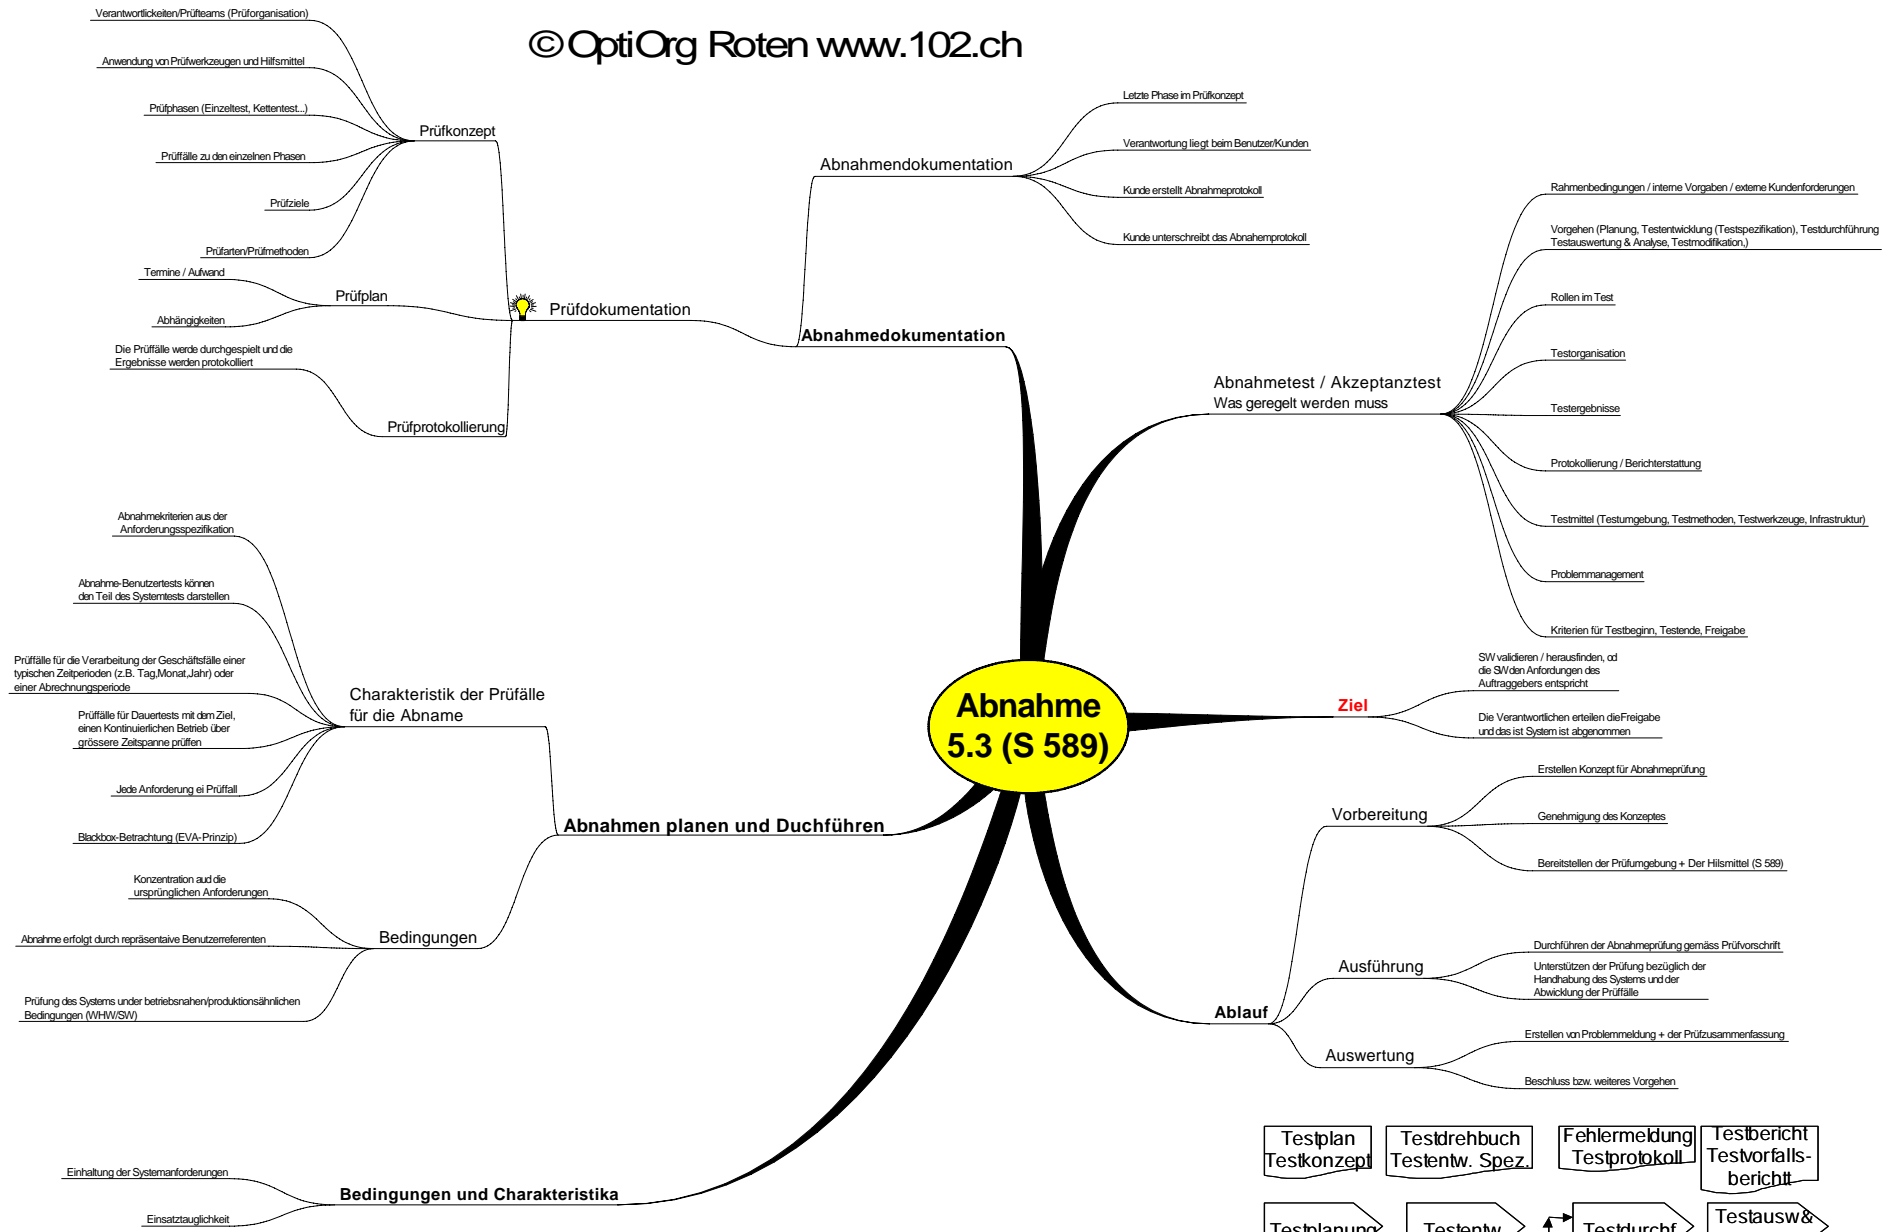 © OptiOrg Roten www.102.ch
Verantwortlickeiten/Prüfteams (Prüforganisation)
Anwendung von Prüfwerkzeugen und Hilfsmittel
Prüfphasen (Einzeltest, Kettentest...)
Prüffälle zu den einzelnen Phasen
Prüfziele
Prüfarten/Prüfmethoden
Prüfkonzept
Termine / Aufwand
Abhängigkeiten
Prüfplan
Die Prüffälle werde durchgespielt und die
Ergebnisse werden protokolliert
Prüfprotokollierung
Prüfdokumentation
Abnahmendokumentation
Letzte Phase im Prüfkonzept
Verantwortung liegt beim Benutzer/Kunden
Kunde erstellt Abnahmeprotokoll
Kunde unterschreibt das Abnahemprotokoll
Abnahmedokumentation
Abnahmetest / Akzeptanztest
Was geregelt werden muss
Rahmenbedingungen / interne Vorgaben / externe Kundenforderungen
Vorgehen (Planung, Testentwicklung (Testspezifikation), Testdurchführung
Testauswertung & Analyse, Testmodifikation,)
Rollen im Test
Testorganisation
Testergebnisse
Protokollierung / Berichterstattung
Testmittel (Testumgebung, Testmethoden, Testwerkzeuge, Infrastruktur)
Problemmanagement
Kriterien für Testbeginn, Testende, Freigabe
Abnahme
5.3 (S 589)
Ziel
SW validieren / herausfinden, od
die SW den Anfordungen des
Auftraggebers entspricht
Die Verantwortlichen erteilen die Freigabe
und das ist System ist abgenommen
Abnahmekriterien aus der
Anforderungsspezifikation
Abnahme-Benutzertests können
den Teil des Systemtests darstellen
Prüffälle für die Verarbeitung der Geschäftsfälle einer
typischen Zeitperioden (z.B. Tag,Monat,Jahr) oder
einer Abrechnungsperiode
Prüffälle für Dauertests mit dem Ziel,
einen Kontinuierlichen Betrieb über
grössere Zeitspanne prüffen
Jede Anforderung ei Prüffall
Blackbox-Betrachtung (EVA-Prinzip)
Charakteristik der Prüfälle
für die Abname
Abnahmen planen und Duchführen
Konzentration aud die
ursprünglichen Anforderungen
Abnahme erfolgt durch repräsentaive Benutzerreferenten
Prüfung des Systems under betriebsnahen/produktionsähnlichen
Bedingungen (WHW/SW)
Bedingungen
Ablauf
Vorbereitung
Erstellen Konzept für Abnahmeprüfung
Genehmigung des Konzeptes
Bereitstellen der Prüfumgebung + Der Hilsmittel (S 589)
Ausführung
Durchführen der Abnahmeprüfung gemäss Prüfvorschrift
Unterstützen der Prüfung bezüglich der
Handhabung des Systems und der
Abwicklung der Prüffälle
Auswertung
Erstellen von Problemmeldung + der Prüfzusammenfassung
Beschluss bzw. weiteres Vorgehen
Einhaltung der Systemanforderungen
Einsatztauglichkeit
Bedingungen und Charakteristika
Testplan
Testkonzept
Testdrehbuch
Testentw. Spez.
Fehlermeldung
Testprotokoll
Testbericht
Testvorfalls-
berichtt
Testplanung
Testentw.
Testdurchf.
Testausw&